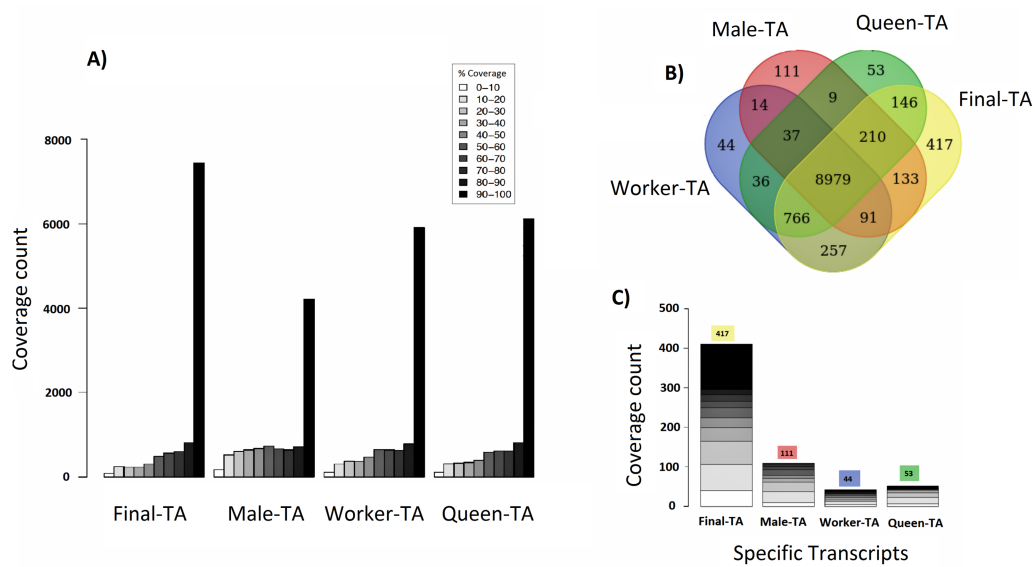 A)
% Coverage
0–10
10–20
20–30
30–40
40–50
50–60
60–70
70–80
80–90
90–100
8000
6000
4000
2000
0
Coverage count
Final-TA
Male-TA
Worker-TA
Queen-TA
B)
Male-TA
Queen-TA
Final-TA
Worker-TA
111
53
14
9
146
44
37
210
417
36
8979
133
766
91
257
C)
500
400
300
200
100
0
Coverage count
417
111
44
53
Final-TA
Male-TA
Worker-TA
Queen-TA
Specific Transcripts